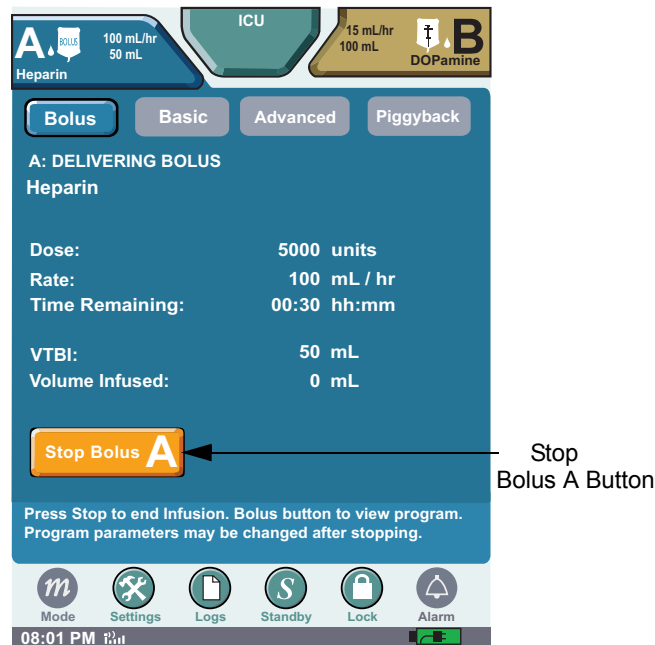 A
BOLUS
100 mL/hr
50 mL
Heparin
ICU
15 mL/hr
100 mL
B
DOPamine
Bolus Basic Advanced Piggyback
A: DELIVERING BOLUS
Heparin
Dose: 5000 units
Rate: 100 mL / hr
Time Remaining: 00:30 hh:mm
VTBI: 50 mL
Volume Infused: 0 mL
Stop Bolus A
Stop
Bolus A Button
Press Stop to end Infusion. Bolus button to view program.
Program parameters may be changed after stopping.
m S
Mode Settings Logs Standby Lock Alarm
08:01 PM